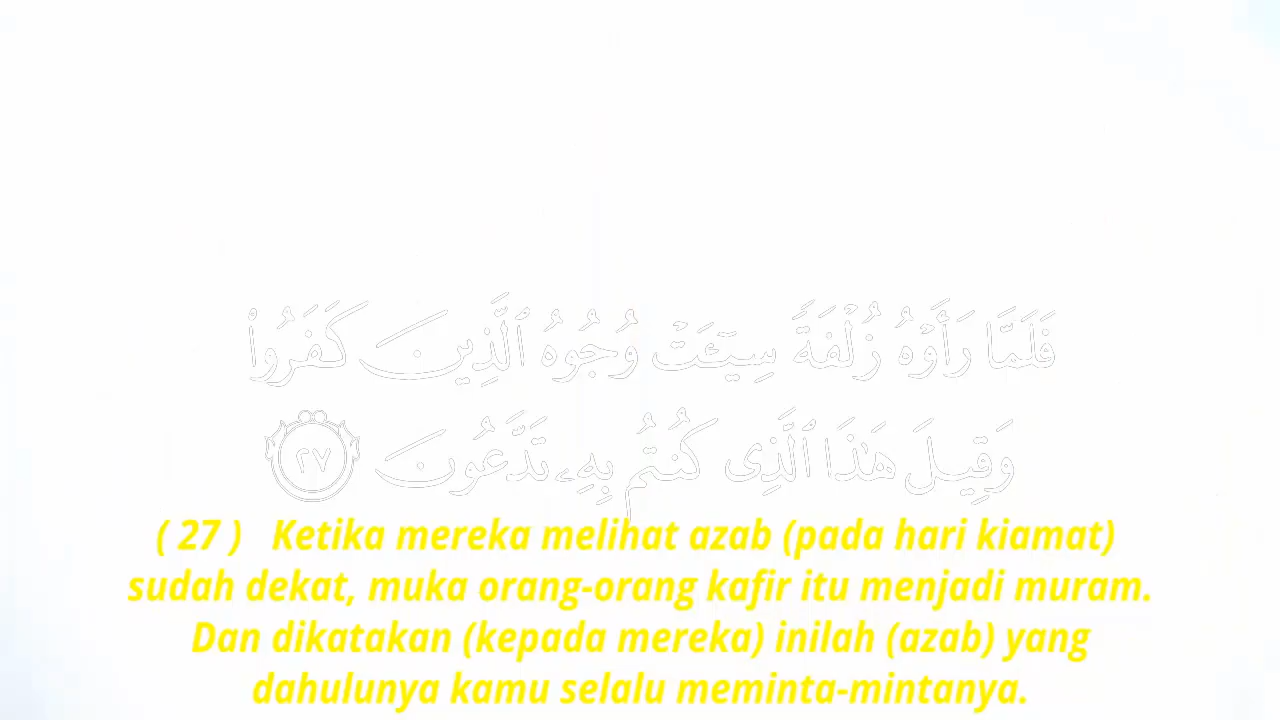 فَلَمَّا رَأَوْهُ زُلْفَةً سِيٓـَٔتْ وُجُوهُ ٱلَّذِينَ كَفَرُوا۟
وَقِيلَ هَٰذَا ٱلَّذِى كُنتُم بِهِۦ تَدَّعُونَ ٢٧
( 27 ) Ketika mereka melihat azab (pada hari kiamat)
sudah dekat, muka orang-orang kafir itu menjadi muram.
Dan dikatakan (kepada mereka) inilah (azab) yang
dahulunya kamu selalu meminta-mintanya.